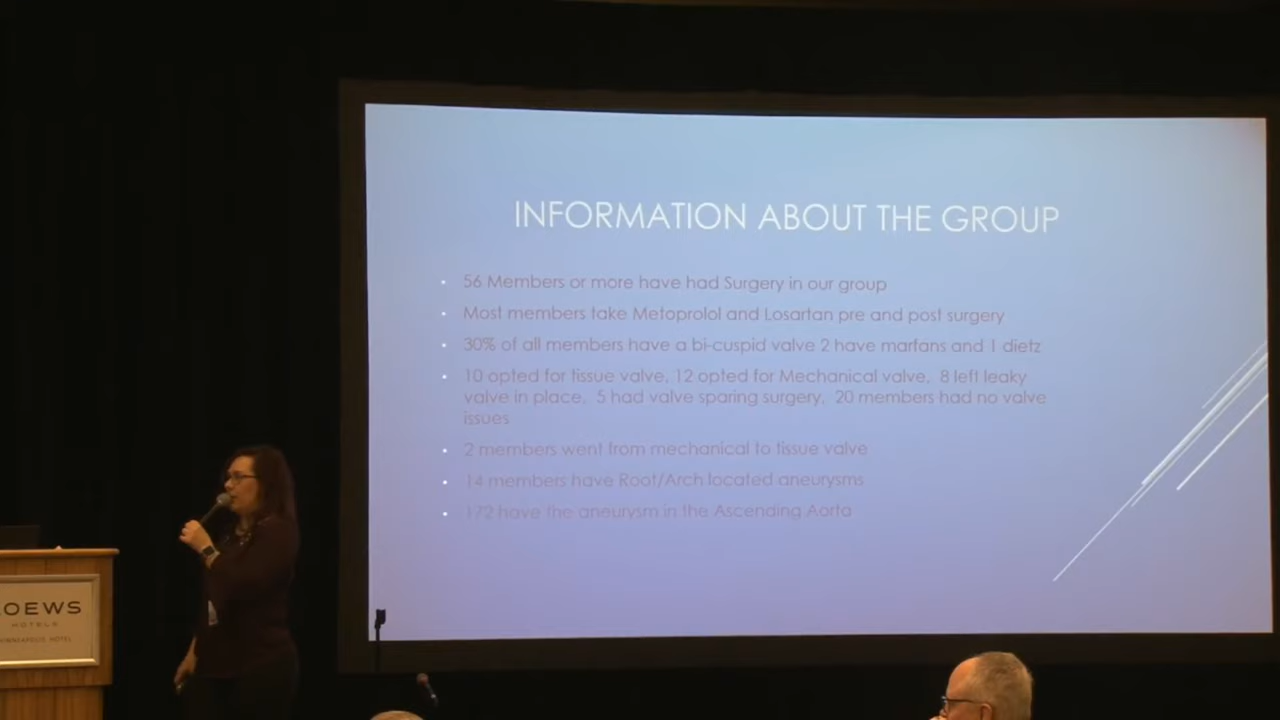 INFORMATION ABOUT THE GROUP
56 Members or more have had Surgery in our group
Most members take Metoprolol and Losartan pre and post surgery
30% of all members have a bi-cuspid valve 2 have marfans and 1 dietz
10 opted for tissue valve, 12 opted for Mechanical valve, 8 left leaky
valve in place, 5 had valve sparing surgery, 20 members had no valve
issues
2 members went from mechanical to tissue valve
14 members have Root/Arch located aneurysms
172 have the aneurysm in the Ascending Aorta
OEWS
HOTELS
MINNEAPOLIS HOTEL